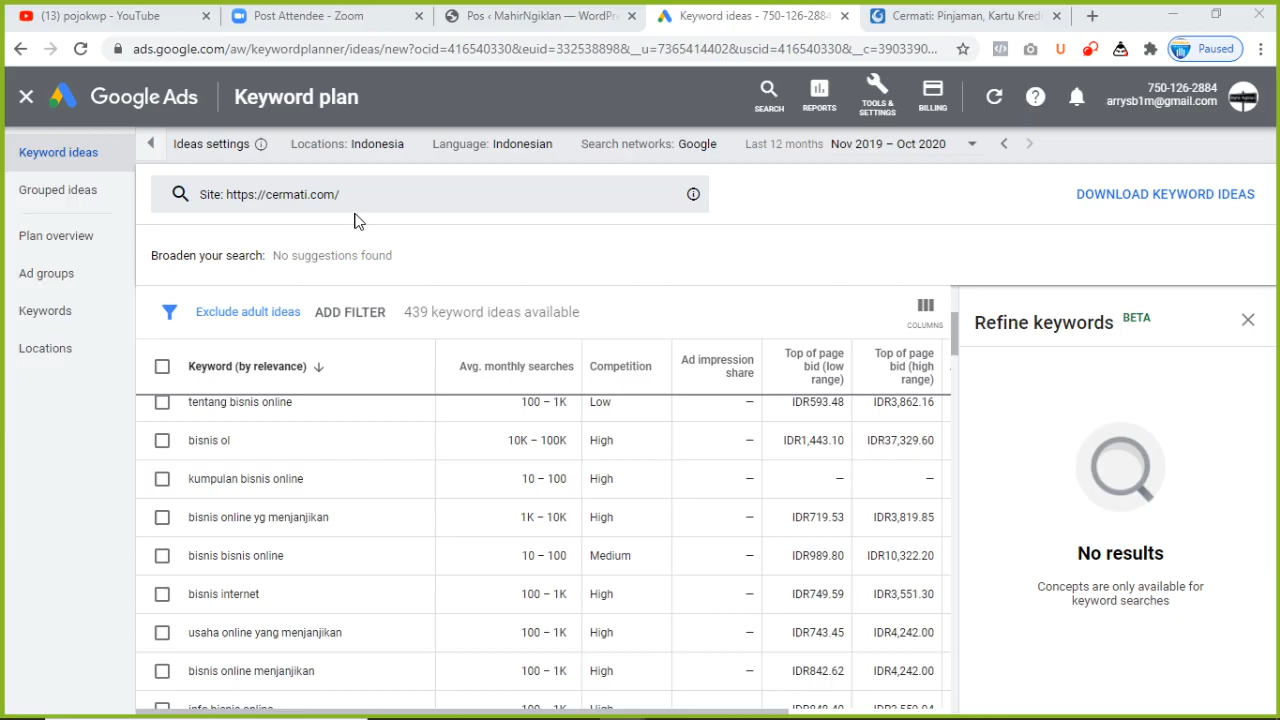 (13) pojokwp - YouTube
Post Attendee - Zoom
Pos ‹ MahirNgiklan — WordPr
Keyword ideas - 750-126-2884
Cermati: Pinjaman, Kartu Kred
ads.google.com/aw/keywordplanner/ideas/new?ocid=416540330&euid=332538898&__u=7365414402&uscid=416540330&__c=3903330...
Paused
Google Ads
Keyword plan
SEARCH
REPORTS
TOOLS & SETTINGS
BILLING
750-126-2884
arrysb1m@gmail.com
Keyword ideas
Grouped ideas
Plan overview
Ad groups
Keywords
Locations
Ideas settings
Locations: Indonesia
Language: Indonesian
Search networks: Google
Last 12 months Nov 2019 – Oct 2020
Site: https://cermati.com/
DOWNLOAD KEYWORD IDEAS
Broaden your search: No suggestions found
Exclude adult ideas
ADD FILTER
439 keyword ideas available
COLUMNS
Keyword (by relevance)
Avg. monthly searches
Competition
Ad impression share
Top of page bid (low range)
Top of page bid (high range)
tentang bisnis online 100 – 1K Low – IDR593.48 IDR3,862.16
bisnis ol 10K – 100K High – IDR1,443.10 IDR37,329.60
kumpulan bisnis online 10 – 100 High – – –
bisnis online yg menjanjikan 1K – 10K High – IDR719.53 IDR3,819.85
bisnis bisnis online 10 – 100 Medium – IDR989.80 IDR10,322.20
bisnis internet 100 – 1K High – IDR749.59 IDR3,551.30
usaha online yang menjanjikan 100 – 1K High – IDR743.45 IDR4,242.00
bisnis online menjanjikan 100 – 1K High – IDR842.62 IDR4,242.00
info bisnis online 100 – 1K High
Refine keywords BETA
No results
Concepts are only available for
keyword searches